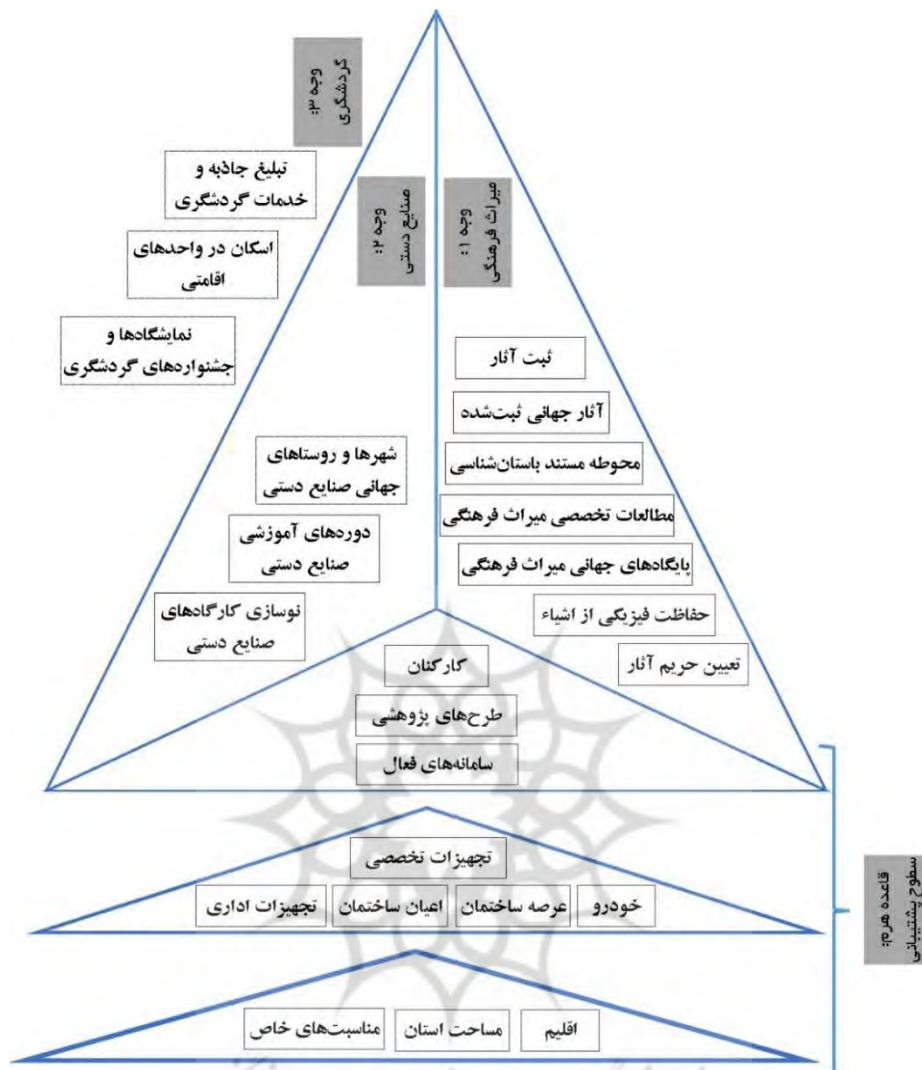 وجه ۳:
گردشگری
تبلیغ جاذبه و
خدمات گردشگری
اسکان در واحدهای
اقامتی
نمایشگاه‌ها و
جشنواره‌های گردشگری
وجه ۲:
صنایع دستی
شهرها و روستاهای
جهانی صنایع دستی
دوره‌های آموزشی
صنایع دستی
نوسازی کارگاه‌های
صنایع دستی
وجه ۱:
میراث فرهنگی
ثبت آثار
آثار جهانی ثبت‌شده
محوطه مستند باستان‌شناسی
مطالعات تخصصی میراث فرهنگی
پایگاه‌های جهانی میراث فرهنگی
حفاظت فیزیکی از اشیاء
تعیین حریم آثار
کارکنان
طرح‌های پژوهشی
سامانه‌های فعال
تجهیزات تخصصی
خودرو
عرصه ساختمان
اعیان ساختمان
تجهیزات اداری
اقلیم
مساحت استان
مناسبت‌های خاص
قاعده هرم:
سطوح پشتیبانی